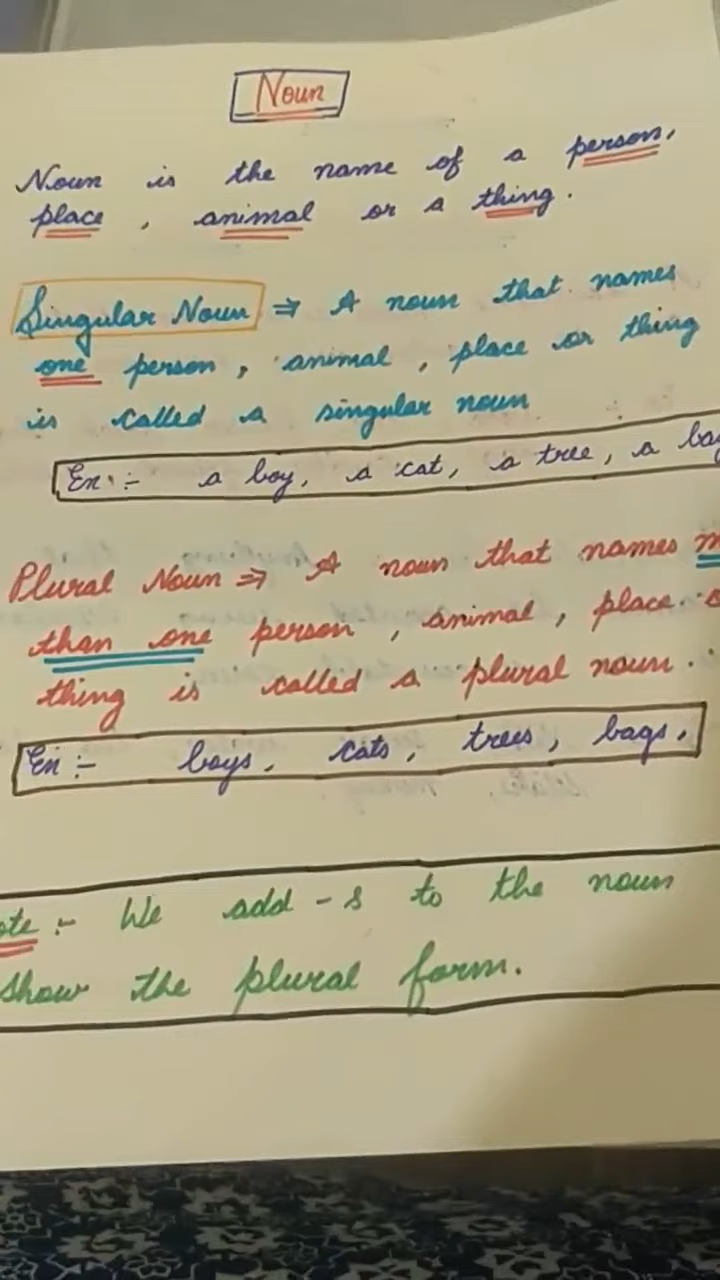 Noun
Noun is the name of a person,
place, animal or a thing.
Singular Noun ⇒ A noun that names
one person, animal, place or thing
is called a singular noun
Ex:- a boy, a cat, a tree, a bag
Plural Noun ⇒ A noun that names m
than one person, animal, place o
thing is called a plural noun.
Ex:- boys, cats, trees, bags.
ote:- We add -s to the noun
show the plural form.